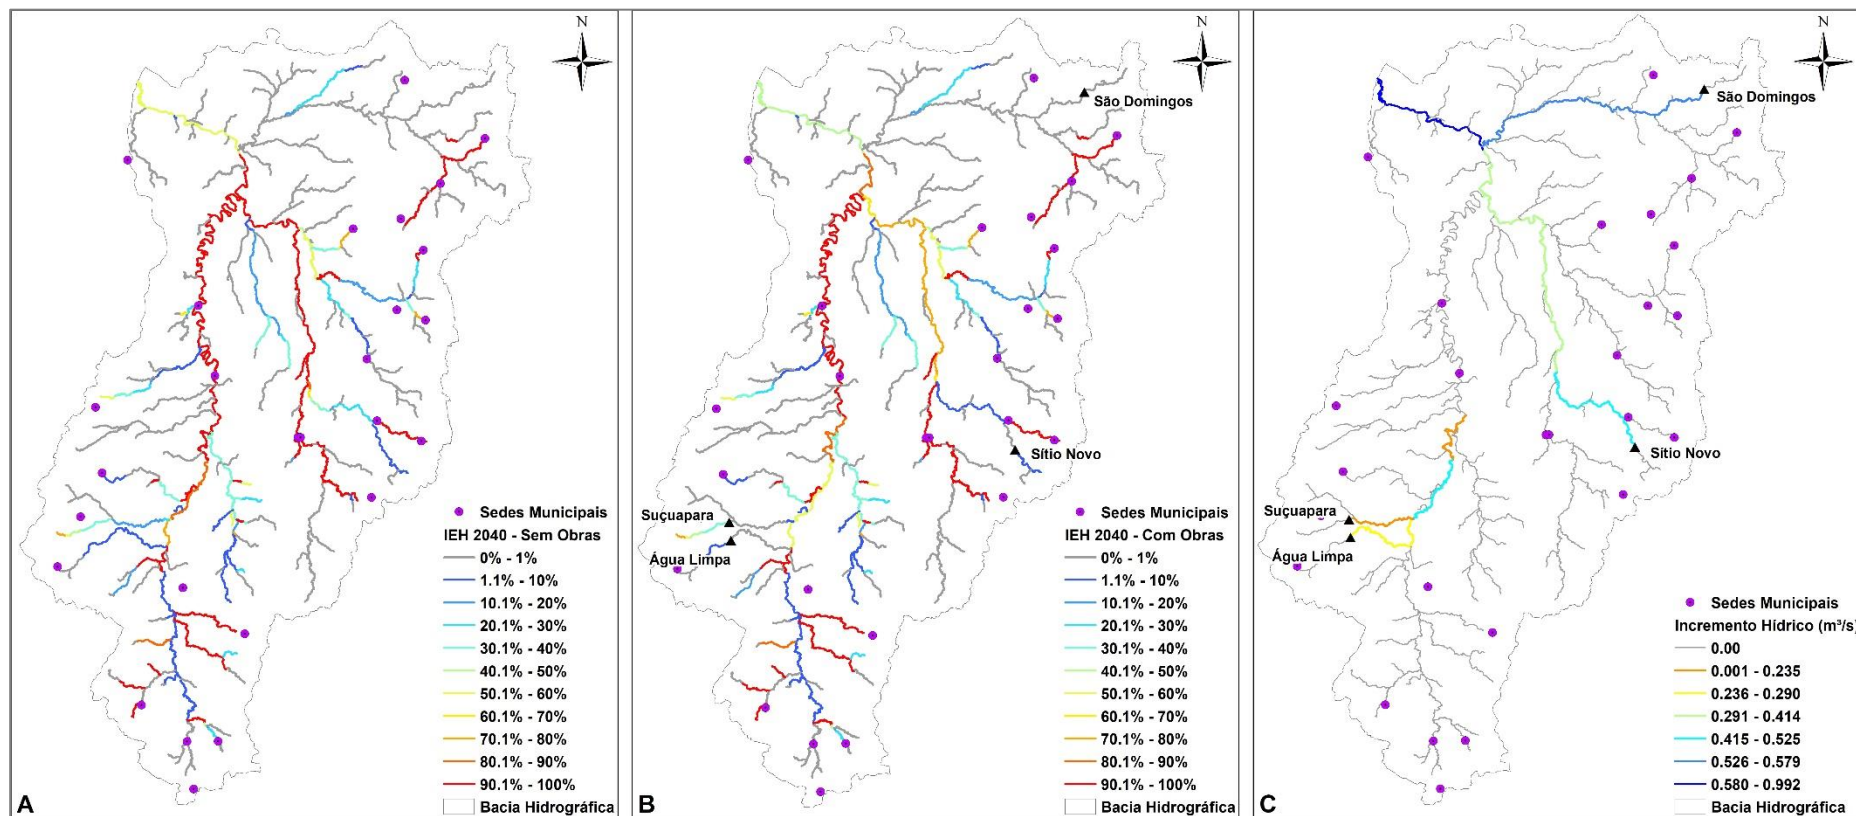 N
Sedes Municipais
IEH 2040 - Sem Obras
0% - 1%
1.1% - 10%
10.1% - 20%
20.1% - 30%
30.1% - 40%
40.1% - 50%
50.1% - 60%
60.1% - 70%
70.1% - 80%
80.1% - 90%
90.1% - 100%
Bacia Hidrográfica
A
N
São Domingos
Sítio Novo
Suçuapara
Água Limpa
Sedes Municipais
IEH 2040 - Com Obras
0% - 1%
1.1% - 10%
10.1% - 20%
20.1% - 30%
30.1% - 40%
40.1% - 50%
50.1% - 60%
60.1% - 70%
70.1% - 80%
80.1% - 90%
90.1% - 100%
Bacia Hidrográfica
B
N
São Domingos
Sítio Novo
Suçuapara
Água Limpa
Sedes Municipais
Incremento Hídrico (m³/s)
0.00
0.001 - 0.235
0.236 - 0.290
0.291 - 0.414
0.415 - 0.525
0.526 - 0.579
0.580 - 0.992
Bacia Hidrográfica
C